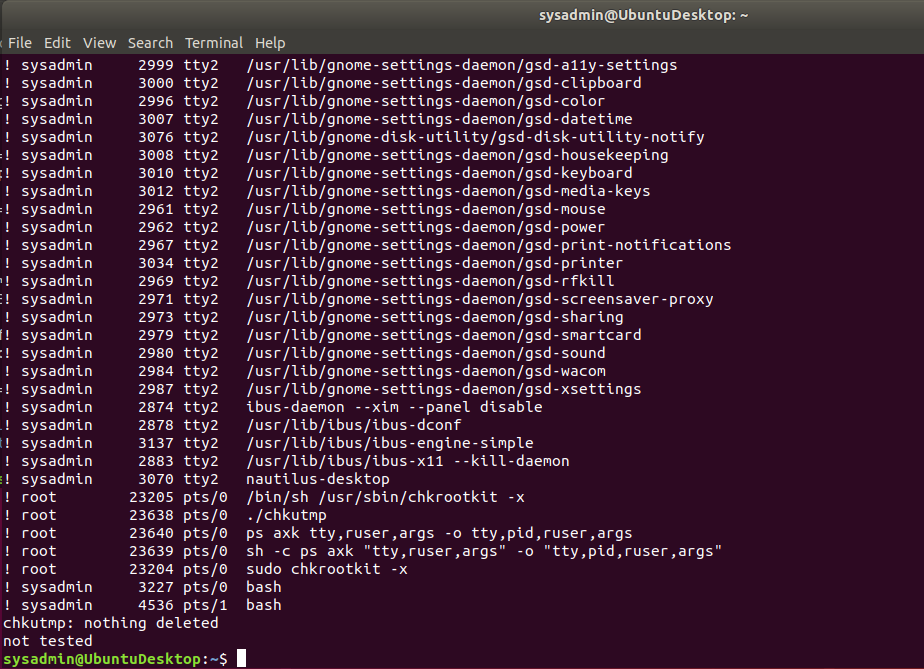 sysadmin@UbuntuDesktop: ~
File Edit View Search Terminal Help
! sysadmin     2999 tty2   /usr/lib/gnome-settings-daemon/gsd-a11y-settings
! sysadmin     3000 tty2   /usr/lib/gnome-settings-daemon/gsd-clipboard
! sysadmin     2996 tty2   /usr/lib/gnome-settings-daemon/gsd-color
! sysadmin     3007 tty2   /usr/lib/gnome-settings-daemon/gsd-datetime
! sysadmin     3076 tty2   /usr/lib/gnome-disk-utility/gsd-disk-utility-notify
! sysadmin     3008 tty2   /usr/lib/gnome-settings-daemon/gsd-housekeeping
! sysadmin     3010 tty2   /usr/lib/gnome-settings-daemon/gsd-keyboard
! sysadmin     3012 tty2   /usr/lib/gnome-settings-daemon/gsd-media-keys
! sysadmin     2961 tty2   /usr/lib/gnome-settings-daemon/gsd-mouse
! sysadmin     2962 tty2   /usr/lib/gnome-settings-daemon/gsd-power
! sysadmin     2967 tty2   /usr/lib/gnome-settings-daemon/gsd-print-notifications
! sysadmin     3034 tty2   /usr/lib/gnome-settings-daemon/gsd-printer
! sysadmin     2969 tty2   /usr/lib/gnome-settings-daemon/gsd-rfkill
! sysadmin     2971 tty2   /usr/lib/gnome-settings-daemon/gsd-screensaver-proxy
! sysadmin     2973 tty2   /usr/lib/gnome-settings-daemon/gsd-sharing
! sysadmin     2979 tty2   /usr/lib/gnome-settings-daemon/gsd-smartcard
! sysadmin     2980 tty2   /usr/lib/gnome-settings-daemon/gsd-sound
! sysadmin     2984 tty2   /usr/lib/gnome-settings-daemon/gsd-wacom
! sysadmin     2987 tty2   /usr/lib/gnome-settings-daemon/gsd-xsettings
! sysadmin     2874 tty2   ibus-daemon --xim --panel disable
! sysadmin     2878 tty2   /usr/lib/ibus/ibus-dconf
! sysadmin     3137 tty2   /usr/lib/ibus/ibus-engine-simple
! sysadmin     2883 tty2   /usr/lib/ibus/ibus-x11 --kill-daemon
! sysadmin     3070 tty2   nautilus-desktop
! root        23205 pts/0  /bin/sh /usr/sbin/chkrootkit -x
! root        23638 pts/0  ./chkutmp
! root        23640 pts/0  ps axk tty,ruser,args -o tty,pid,ruser,args
! root        23639 pts/0  sh -c ps axk "tty,ruser,args" -o "tty,pid,ruser,args"
! root        23204 pts/0  sudo chkrootkit -x
! sysadmin     3227 pts/0  bash
! sysadmin     4536 pts/1  bash
chkutmp: nothing deleted
not tested
sysadmin@UbuntuDesktop:~$